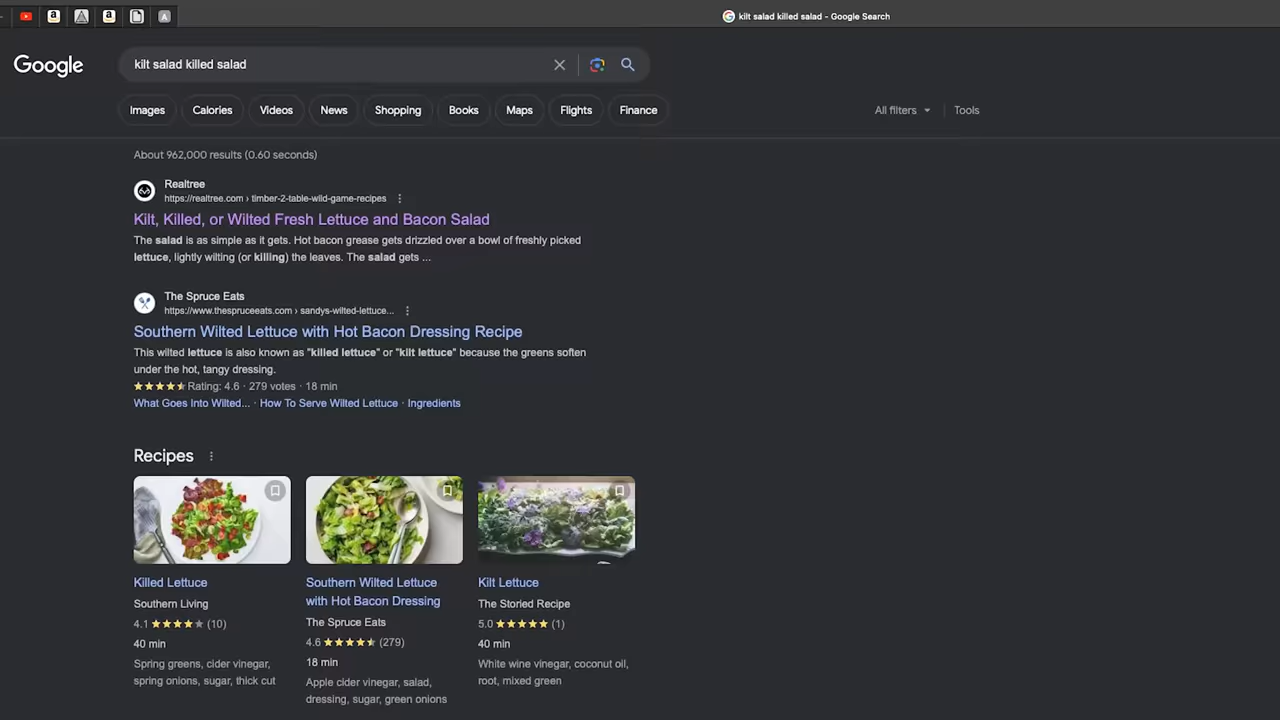 kilt salad killed salad - Google Search
Google
kilt salad killed salad
Images
Calories
Videos
News
Shopping
Books
Maps
Flights
Finance
All filters
Tools
About 962,000 results (0.60 seconds)
Realtree
https://realtree.com › timber-2-table-wild-game-recipes
Kilt, Killed, or Wilted Fresh Lettuce and Bacon Salad
The salad is as simple as it gets. Hot bacon grease gets drizzled over a bowl of freshly picked
lettuce, lightly wilting (or killing) the leaves. The salad gets ...
The Spruce Eats
https://www.thespruceeats.com › sandys-wilted-lettuce...
Southern Wilted Lettuce with Hot Bacon Dressing Recipe
This wilted lettuce is also known as "killed lettuce" or "kilt lettuce" because the greens soften
under the hot, tangy dressing.
Rating: 4.6 · 279 votes · 18 min
What Goes Into Wilted... · How To Serve Wilted Lettuce · Ingredients
Recipes
Killed Lettuce
Southern Living
4.1 ★★★★★ (10)
40 min
Spring greens, cider vinegar,
spring onions, sugar, thick cut
Southern Wilted Lettuce
with Hot Bacon Dressing
The Spruce Eats
4.6 ★★★★★ (279)
18 min
Apple cider vinegar, salad,
dressing, sugar, green onions
Kilt Lettuce
The Storied Recipe
5.0 ★★★★★ (1)
40 min
White wine vinegar, coconut oil,
root, mixed green